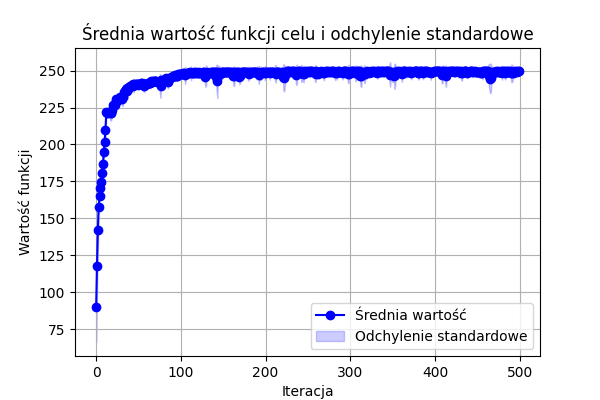 Średnia wartość funkcji celu i odchylenie standardowe
250
225
200
175
150
125
100
75
Wartość funkcji
0 100 200 300 400 500
Iteracja
Średnia wartość
Odchylenie standardowe